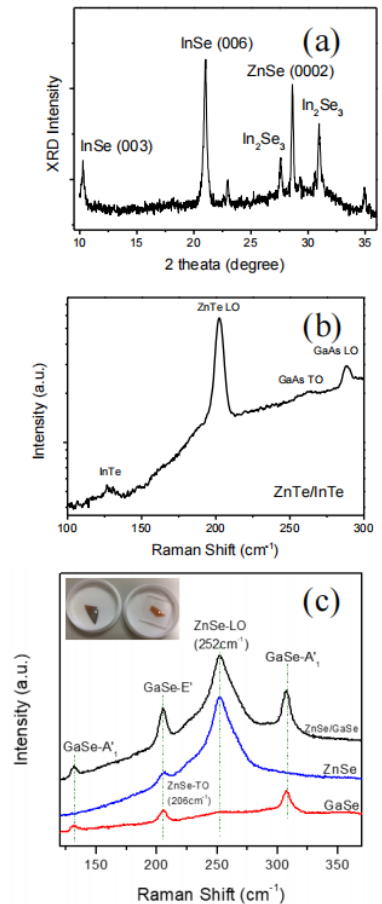 (a)
InSe (006)
ZnSe (0002)
In2Se3
In2Se3
InSe (003)
XRD Intensity
10 15 20 25 30 35
2 theata (degree)
(b)
ZnTe LO
GaAs LO
GaAs TO
InTe
ZnTe/InTe
Intensity (a.u.)
100 150 200 250 300
Raman Shift (cm-1)
(c)
ZnSe-LO
(252cm-1)
GaSe-A'1
GaSe-E'
GaSe-A'1
ZnSe/GaSe
ZnSe
ZnSe-TO
(206cm-1)
GaSe
Intensity (a.u.)
150 200 250 300 350
Raman Shift (cm-1)